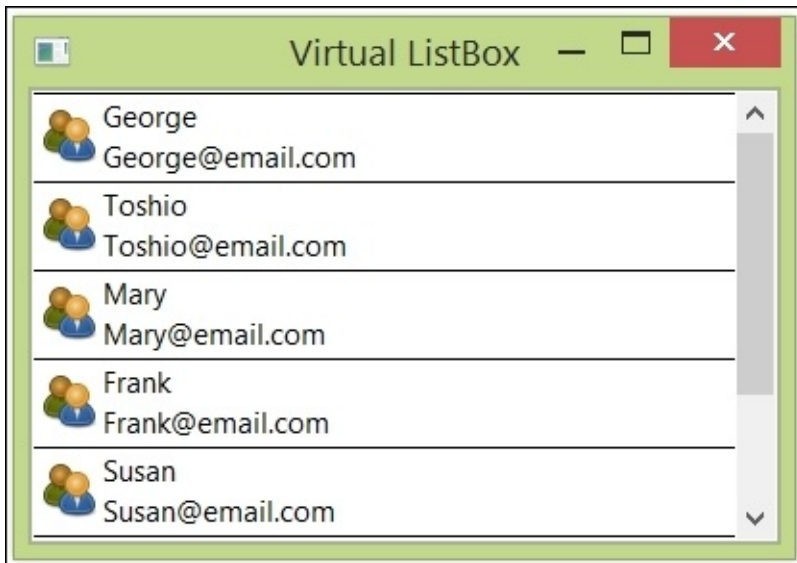 Virtual ListBox
George
George@email.com
Toshio
Toshio@email.com
Mary
Mary@email.com
Frank
Frank@email.com
Susan
Susan@email.com